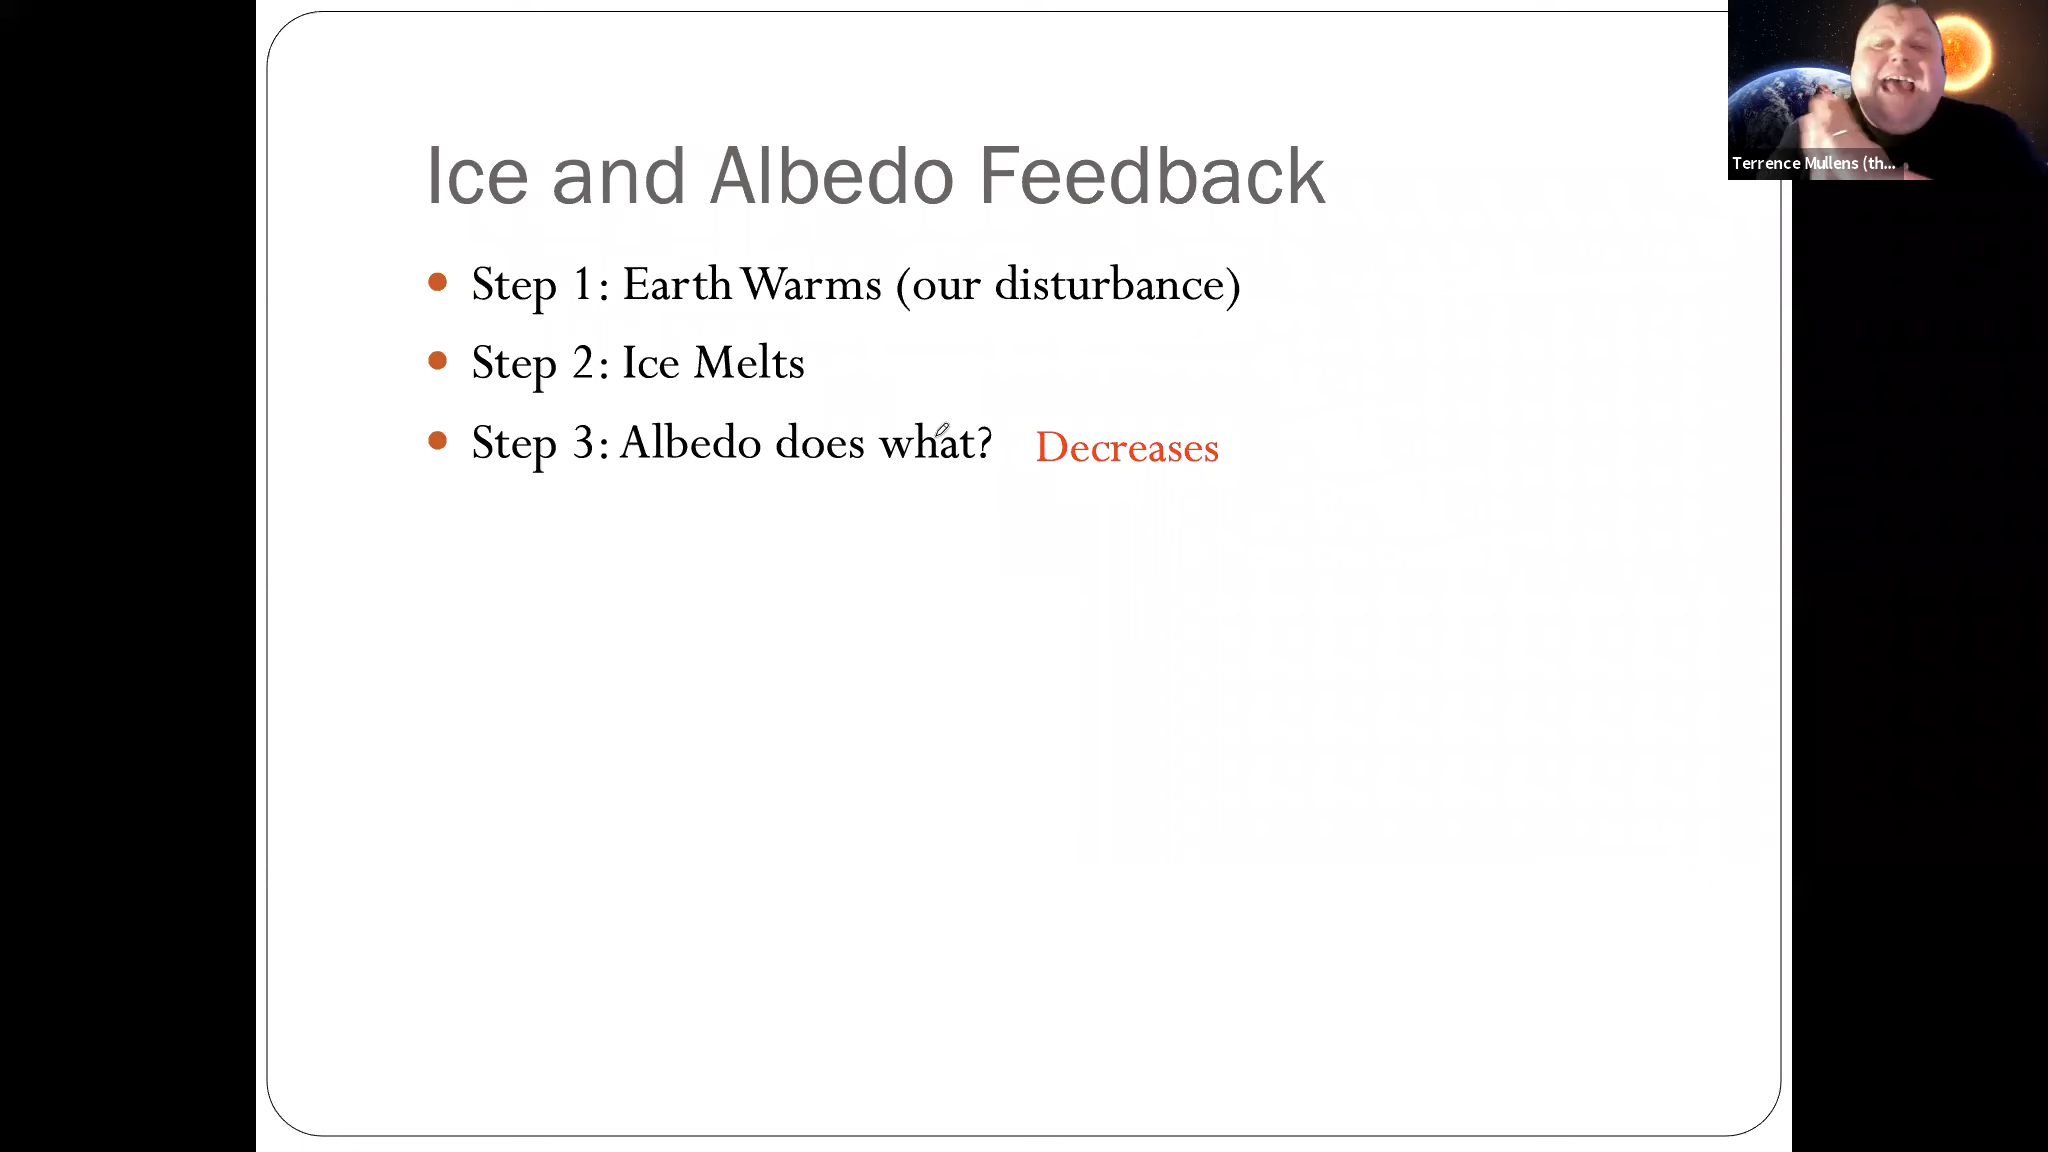 Ice and Albedo Feedback
• Step 1: Earth Warms (our disturbance)
• Step 2: Ice Melts
• Step 3: Albedo does what? Decreases
Terrence Mullens (th...